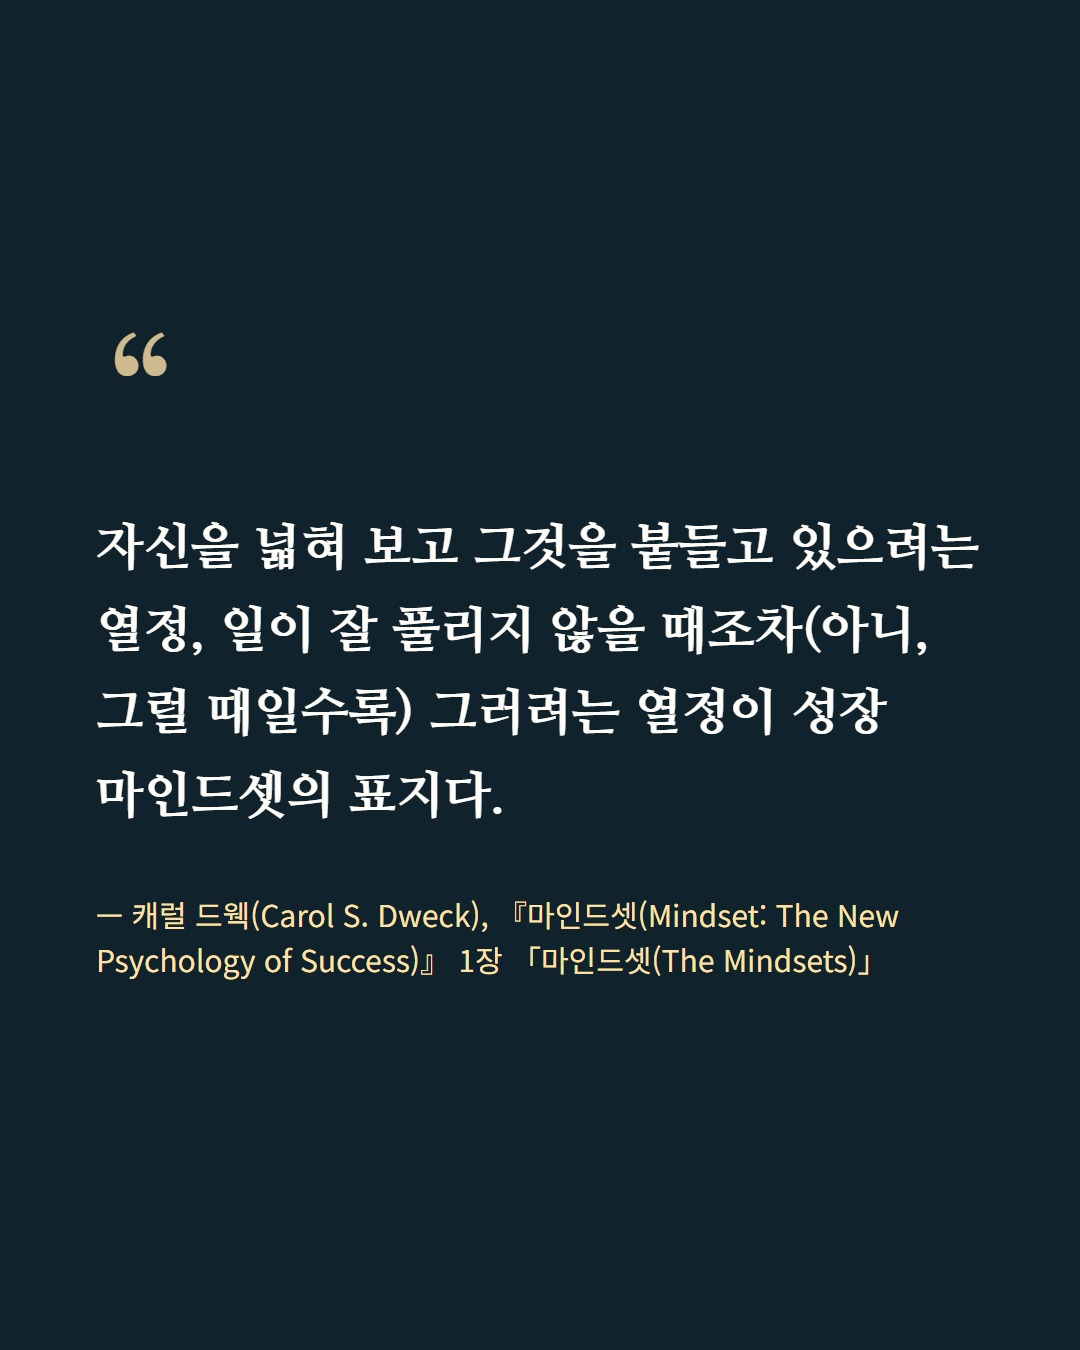 “
자신을 넓혀 보고 그것을 붙들고 있으려는
열정, 일이 잘 풀리지 않을 때조차(아니,
그럴 때일수록) 그러려는 열정이 성장
마인드셋의 표지다.
— 캐럴 드웩(Carol S. Dweck), 『마인드셋(Mindset: The New
Psychology of Success)』 1장 「마인드셋(The Mindsets)」